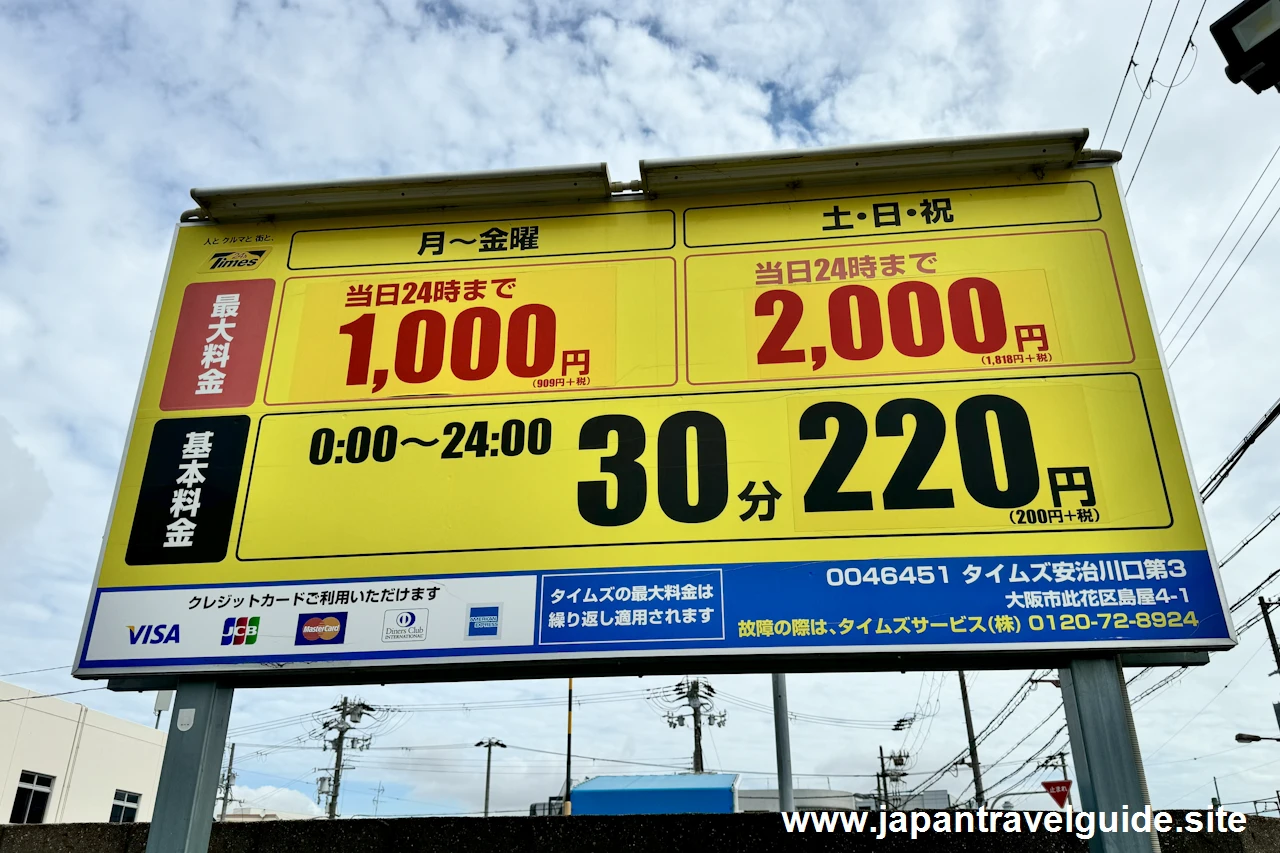 人と クルマと 街と、
24h
Times
月～金曜
土・日・祝
最大料金
当日24時まで
1,000円
(909円+税)
当日24時まで
2,000円
(1,818円+税)
基本料金
0:00～24:00 30分 220円
(200円+税)
クレジットカードご利用いただけます
VISA JCB MasterCard Diners Club INTERNATIONAL AMERICAN EXPRESS
タイムズの最大料金は
繰り返し適用されます
0046451 タイムズ安治川口第3
大阪市此花区島屋4-1
故障の際は、タイムズサービス(株) 0120-72-8924
止まれ
www.japantravelguide.site